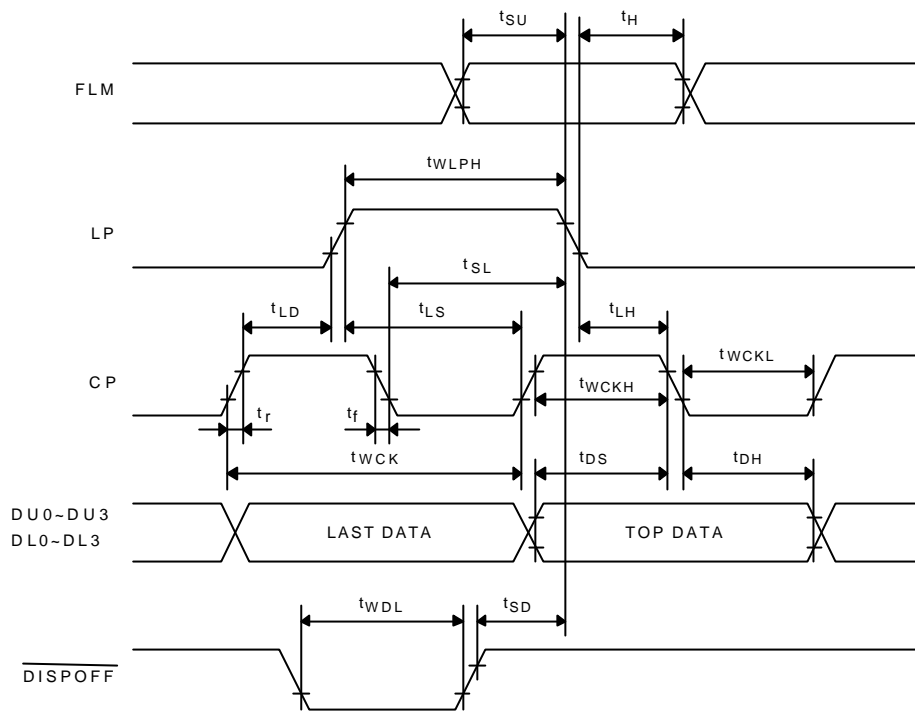 tSU tH
FLM
tWLPH
LP
tSL
tLD tLS tLH
tWCKL
CP
tWCKH
tr tf
tWCK tDS tDH
DU0~DU3
DL0~DL3
LAST DATA TOP DATA
tWDL tSD
DISPOFF